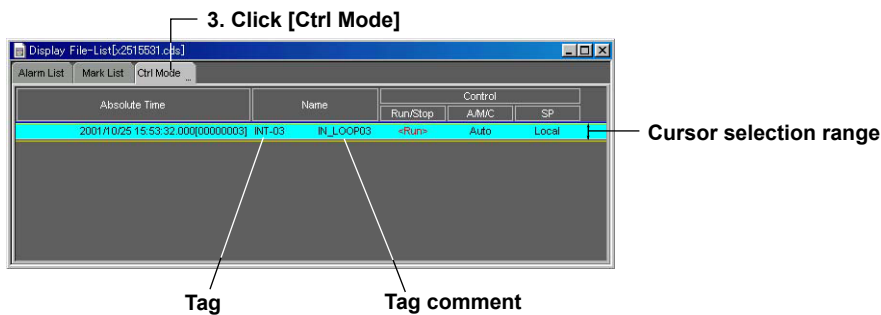 3. Click [Ctrl Mode]
Display File-List[x2515531.cds]
Alarm List Mark List Ctrl Mode ...
Absolute Time Name Control
Run/Stop A/M/C SP
2001/10/25 15:53:32.000[00000003] INT-03 IN_LOOP03 <Run> Auto Local
Cursor selection range
Tag Tag comment